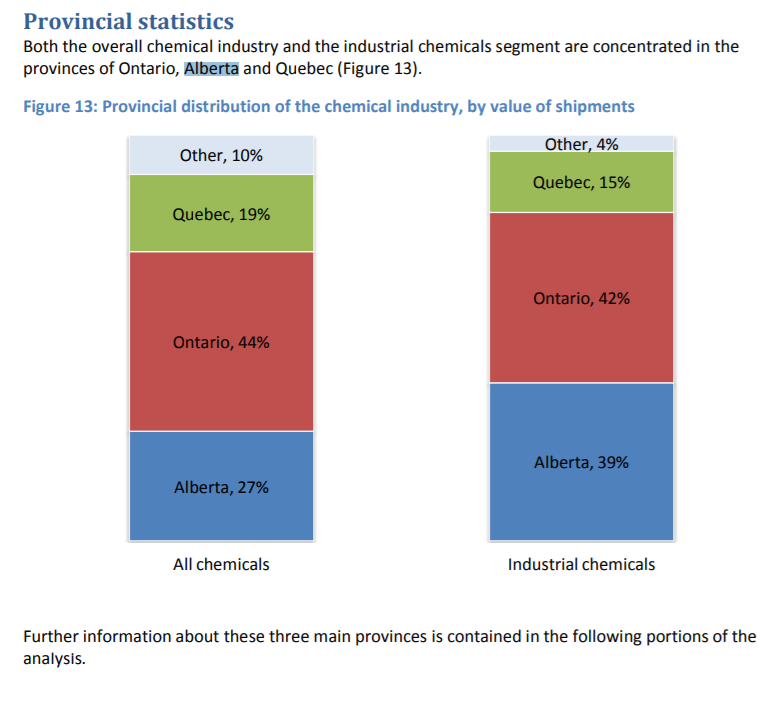 Provincial statistics
Both the overall chemical industry and the industrial chemicals segment are concentrated in the
provinces of Ontario, Alberta and Quebec (Figure 13).
Figure 13: Provincial distribution of the chemical industry, by value of shipments
Other, 10%
Quebec, 19%
Ontario, 44%
Alberta, 27%
All chemicals
Other, 4%
Quebec, 15%
Ontario, 42%
Alberta, 39%
Industrial chemicals
Further information about these three main provinces is contained in the following portions of the
analysis.